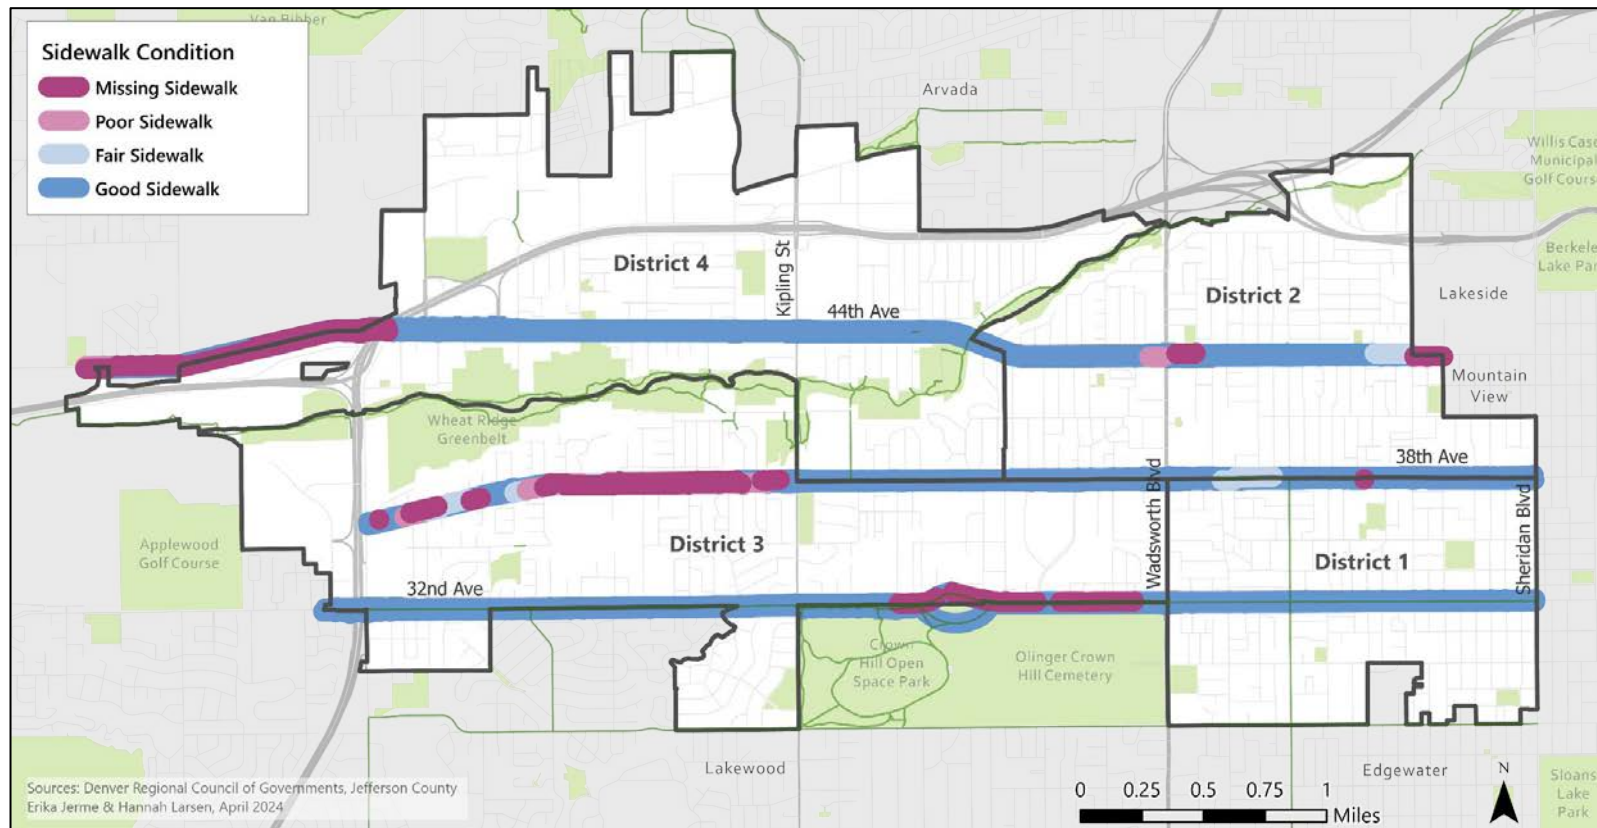 Van Bibber
Sidewalk Condition
Missing Sidewalk
Poor Sidewalk
Fair Sidewalk
Good Sidewalk
Arvada
Willis Case
Municipal
Golf Course
Berkeley
Lake Park
District 4
Kipling St
44th Ave
District 2
Lakeside
Mountain
View
Wheat Ridge
Greenbelt
38th Ave
Wadsworth Blvd
Sheridan Blvd
Applewood
Golf Course
District 3
District 1
32nd Ave
Crown
Hill Open
Space Park
Olinger Crown
Hill Cemetery
Lakewood
Edgewater
Sloans
Lake
Park
Sources: Denver Regional Council of Governments, Jefferson County
Erika Jerme & Hannah Larsen, April 2024
0 0.25 0.5 0.75 1
Miles
N